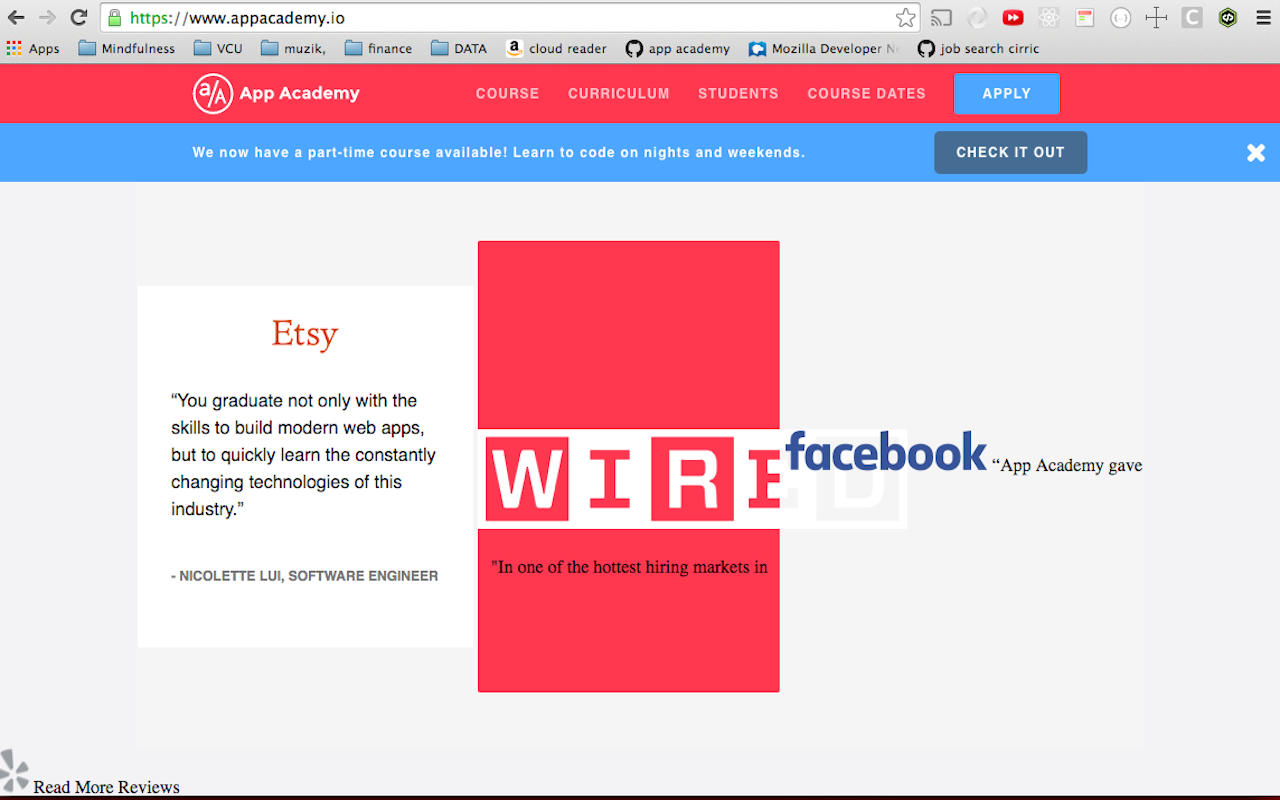 https://www.appacademy.io
Apps Mindfulness VCU muzik, finance DATA cloud reader app academy Mozilla Developer job search cirric
a/A App Academy COURSE CURRICULUM STUDENTS COURSE DATES APPLY
We now have a part-time course available! Learn to code on nights and weekends. CHECK IT OUT
Etsy
“You graduate not only with the
skills to build modern web apps,
but to quickly learn the constantly
changing technologies of this
industry.”
- NICOLETTE LUI, SOFTWARE ENGINEER
WIRED
"In one of the hottest hiring markets in
facebook “App Academy gave
Read More Reviews